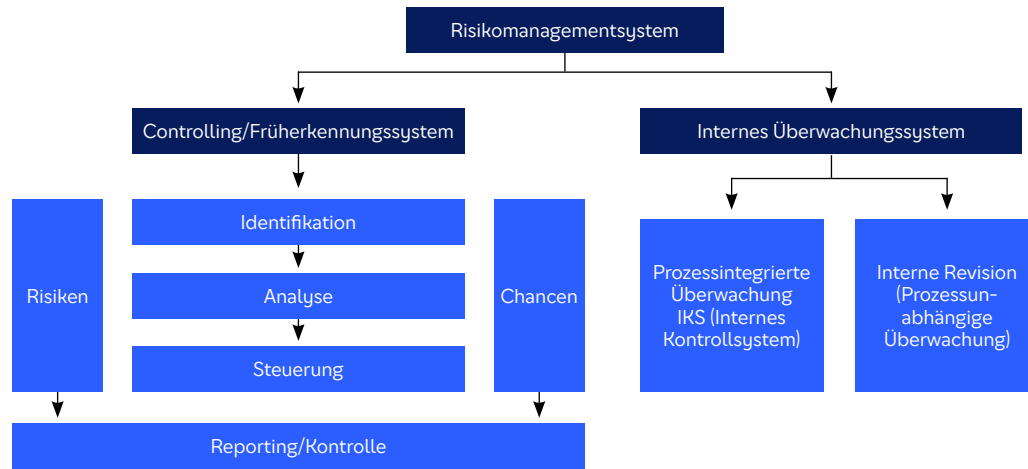 Risikomanagementsystem
Controlling/Früherkennungssystem
Internes Überwachungssystem
Identifikation
Risiken
Analyse
Chancen
Steuerung
Reporting/Kontrolle
Prozessintegrierte
Überwachung
IKS (Internes
Kontrollsystem)
Interne Revision
(Prozessun-
abhängige
Überwachung)